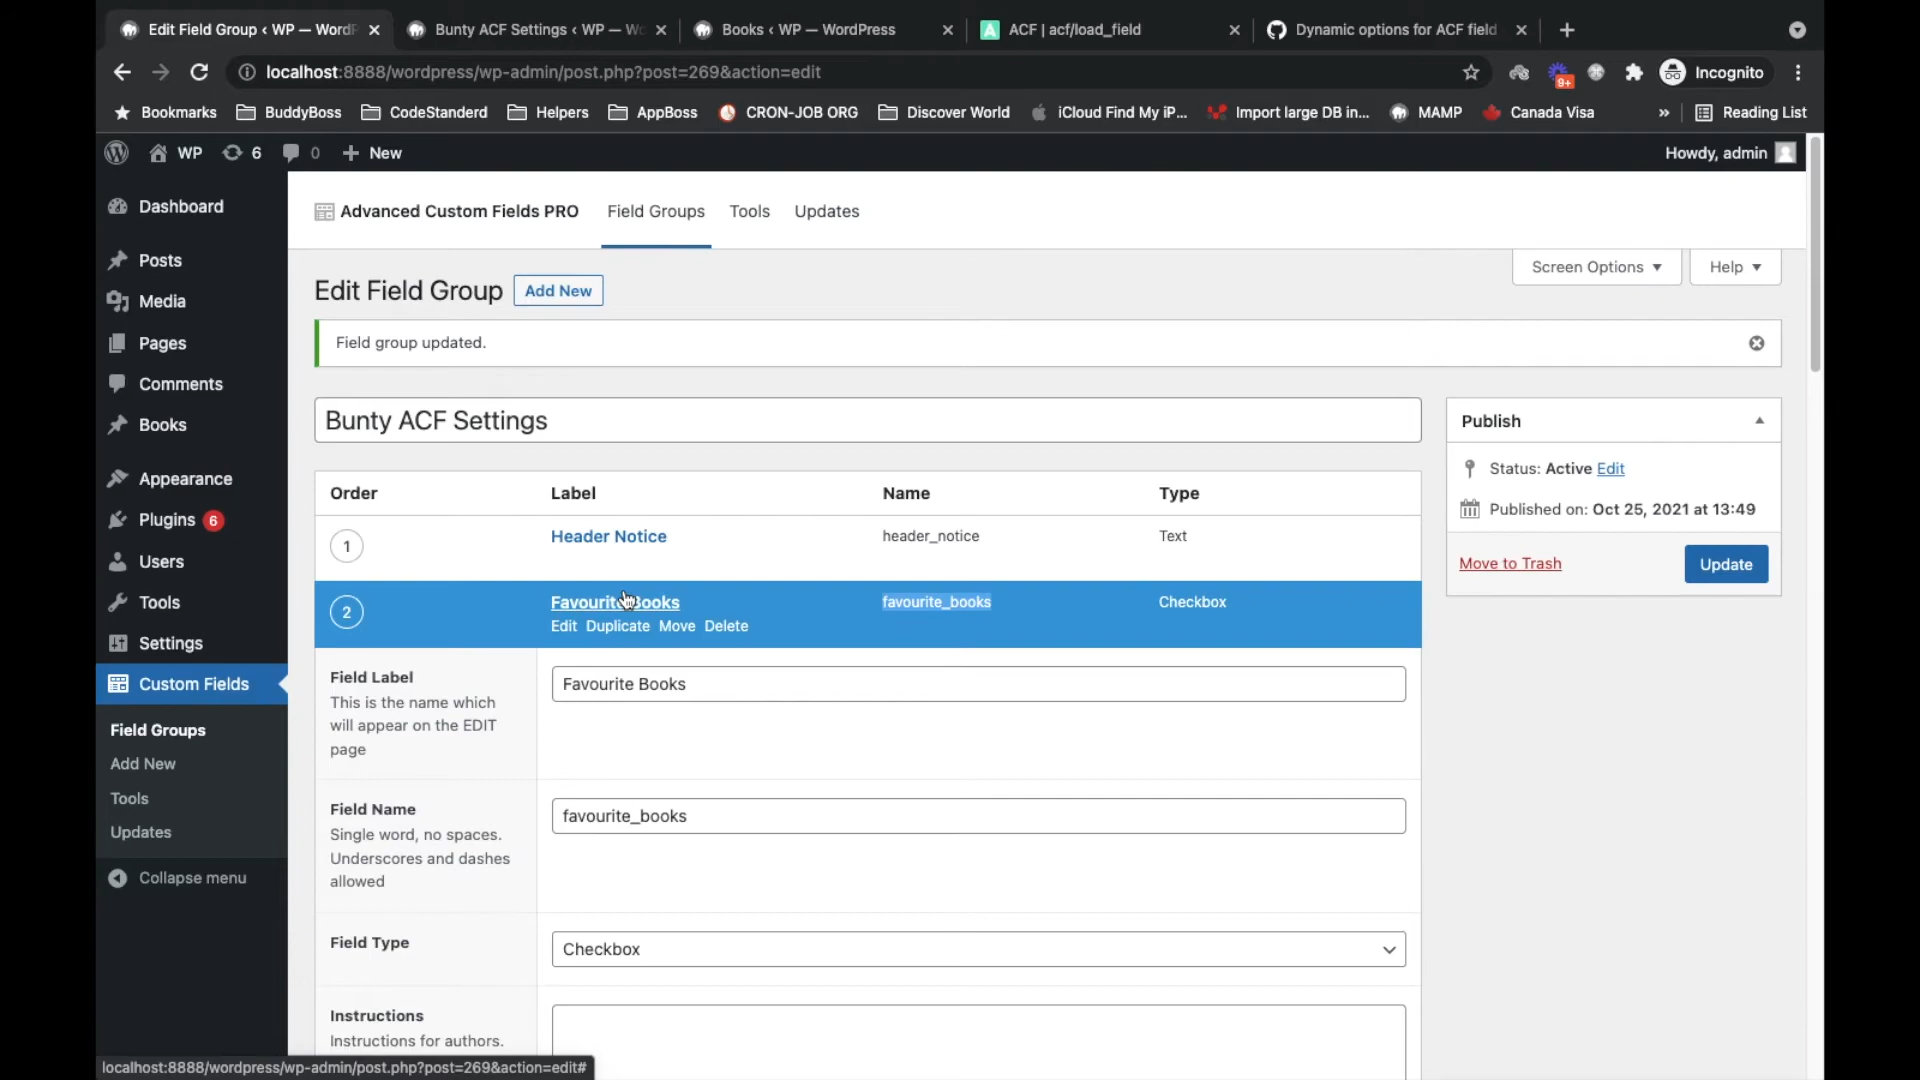 Edit Field Group ‹ WP — WordP
Bunty ACF Settings ‹ WP — Wo
Books ‹ WP — WordPress
ACF | acf/load_field
Dynamic options for ACF field
localhost:8888/wordpress/wp-admin/post.php?post=269&action=edit
9+
Incognito
Bookmarks
BuddyBoss
CodeStanderd
Helpers
AppBoss
CRON-JOB ORG
Discover World
iCloud Find My iP...
Import large DB in...
MAMP
Canada Visa
»
Reading List
WP
6
0
New
Howdy, admin
Dashboard
Posts
Media
Pages
Comments
Books
Appearance
Plugins 6
Users
Tools
Settings
Custom Fields
Field Groups
Add New
Tools
Updates
Collapse menu
Advanced Custom Fields PRO
Field Groups
Tools
Updates
Screen Options
Help
Edit Field Group
Add New
Field group updated.
Bunty ACF Settings
Order Label Name Type
1 Header Notice header_notice Text
2 Favourite Books favourite_books Checkbox
Edit Duplicate Move Delete
Field Label
This is the name which
will appear on the EDIT
page
Favourite Books
Field Name
Single word, no spaces.
Underscores and dashes
allowed
favourite_books
Field Type
Checkbox
Instructions
Instructions for authors.
Publish
Status: Active Edit
Published on: Oct 25, 2021 at 13:49
Move to Trash
Update
localhost:8888/wordpress/wp-admin/post.php?post=269&action=edit#